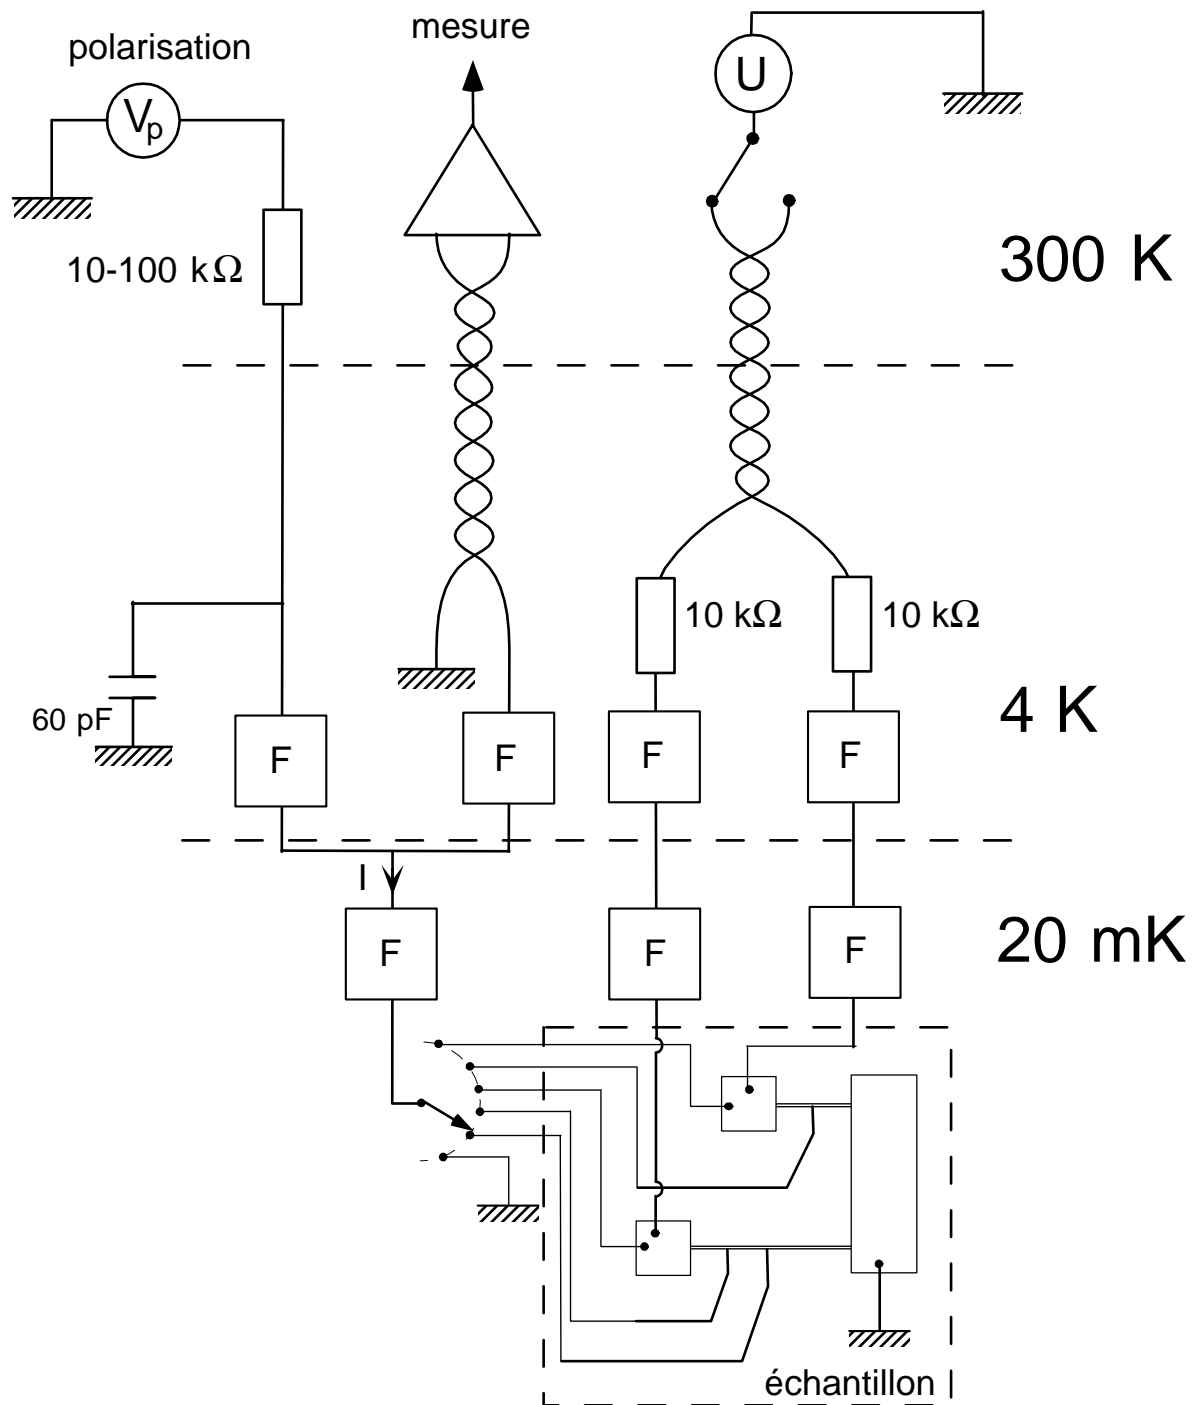 mesure
polarisation
U
Vp
10-100 kΩ
300 K
10 kΩ
10 kΩ
60 pF
4 K
F
F
F
F
I
F
F
F
20 mK
échantillon